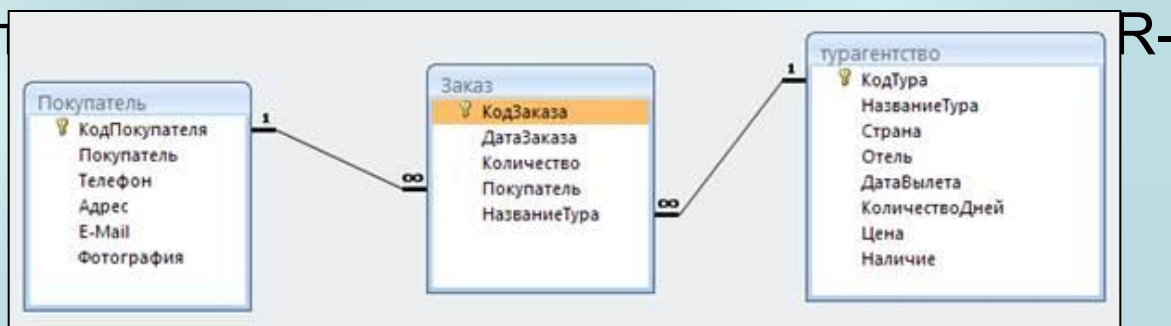 R-
Покупатель
КодПокупателя
Покупатель
Телефон
Адрес
E-Mail
Фотография
1
∞
Заказ
КодЗаказа
ДатаЗаказа
Количество
Покупатель
НазваниеТура
∞
1
турагентство
КодТура
НазваниеТура
Страна
Отель
ДатаВылета
КоличествоДней
Цена
Наличие